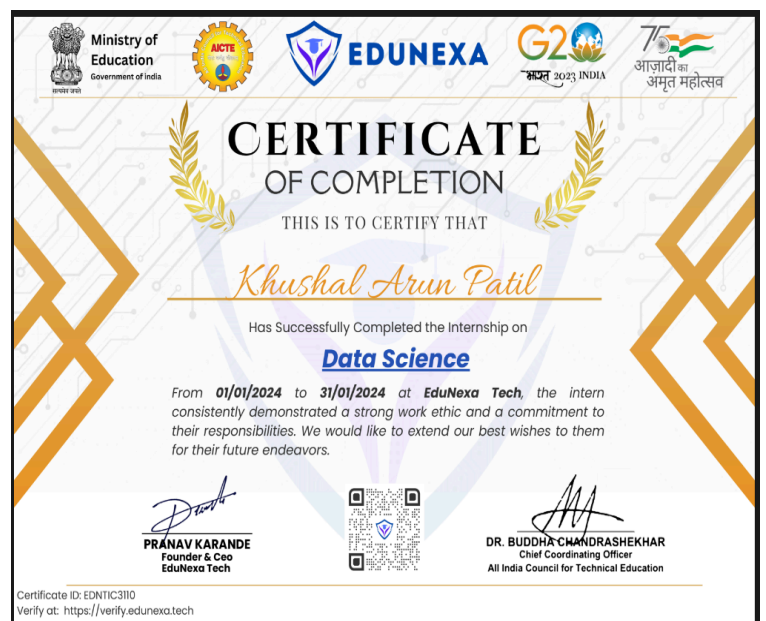 Ministry of
Education
Government of India
सत्यमेव जयते
AICTE
EDUNEXA
G20
भारत 2023 INDIA
75
आज़ादी का
अमृत महोत्सव
CERTIFICATE
OF COMPLETION
THIS IS TO CERTIFY THAT
Khushal Arun Patil
Has Successfully Completed the Internship on
Data Science
From 01/01/2024 to 31/01/2024 at EduNexa Tech, the intern
consistently demonstrated a strong work ethic and a commitment to
their responsibilities. We would like to extend our best wishes to them
for their future endeavors.
PRANAV KARANDE
Founder & Ceo
EduNexa Tech
DR. BUDDHA CHANDRASHEKHAR
Chief Coordinating Officer
All India Council for Technical Education
Certificate ID: EDNTIC3110
Verify at: https://verify.edunexa.tech